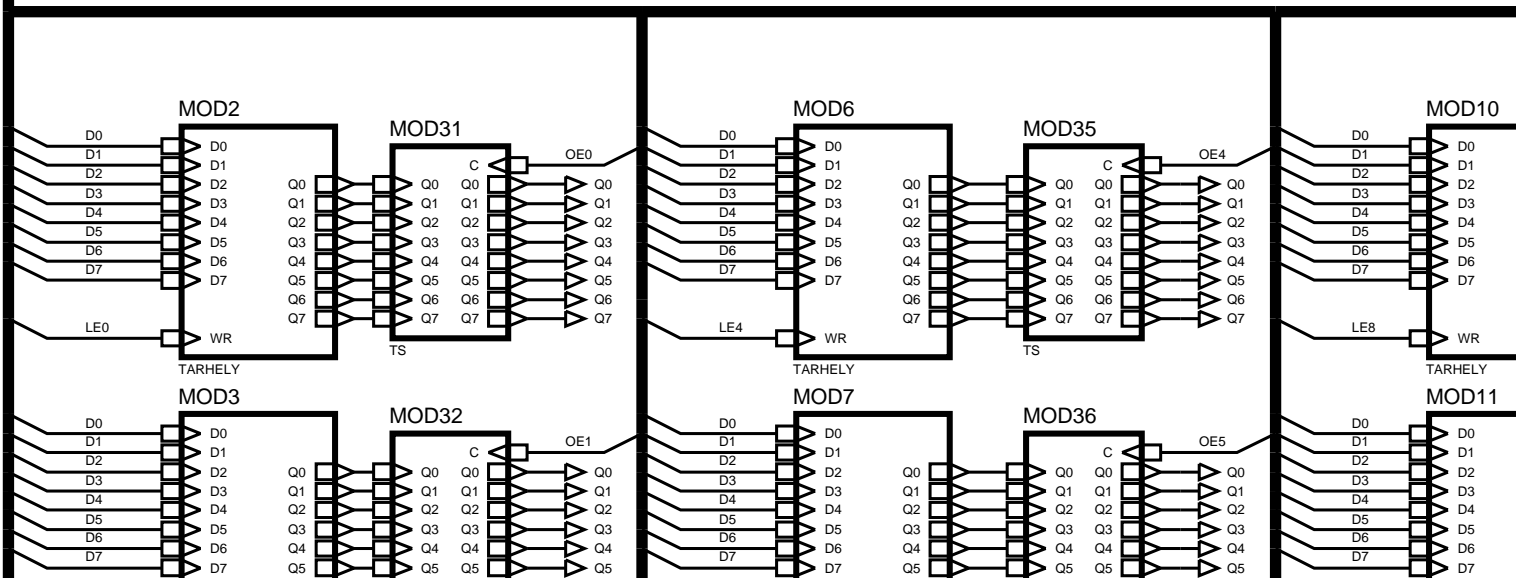 MOD2 MOD6 MOD10
MOD31 MOD35
D0 D0 D0
D0 D0 D0
D1 OE0 D1 OE4 D1
D1 C D1 C D1
D2 D2 D2
D2 Q0 Q0 Q0 Q0 D2 Q0 Q0 Q0 Q0 D2
D3 D3 D3
D3 Q1 Q1 Q1 Q1 D3 Q1 Q1 Q1 Q1 D3
D4 D4 D4
D4 Q2 Q2 Q2 Q2 D4 Q2 Q2 Q2 Q2 D4
D5 D5 D5
D5 Q3 Q3 Q3 Q3 D5 Q3 Q3 Q3 Q3 D5
D6 D6 D6
D6 Q4 Q4 Q4 Q4 D6 Q4 Q4 Q4 Q4 D6
D7 D7 D7
D7 Q5 Q5 Q5 Q5 D7 Q5 Q5 Q5 Q5 D7
Q6 Q6 Q6 Q6 Q6 Q6 Q6 Q6
Q7 Q7 Q7 Q7 Q7 Q7 Q7 Q7
LE0 LE4 LE8
WR WR WR
TS TS
TARHELY TARHELY TARHELY
MOD3 MOD7 MOD11
MOD32 MOD36
D0 D0 D0
D0 D0 D0
D1 OE1 D1 OE5 D1
D1 C D1 C D1
D2 D2 D2
D2 Q0 Q0 Q0 Q0 D2 Q0 Q0 Q0 Q0 D2
D3 D3 D3
D3 Q1 Q1 Q1 Q1 D3 Q1 Q1 Q1 Q1 D3
D4 D4 D4
D4 Q2 Q2 Q2 Q2 D4 Q2 Q2 Q2 Q2 D4
D5 D5 D5
D5 Q3 Q3 Q3 Q3 D5 Q3 Q3 Q3 Q3 D5
D6 D6 D6
D6 Q4 Q4 Q4 Q4 D6 Q4 Q4 Q4 Q4 D6
D7 D7 D7
D7 Q5 Q5 Q5 Q5 D7 Q5 Q5 Q5 Q5 D7